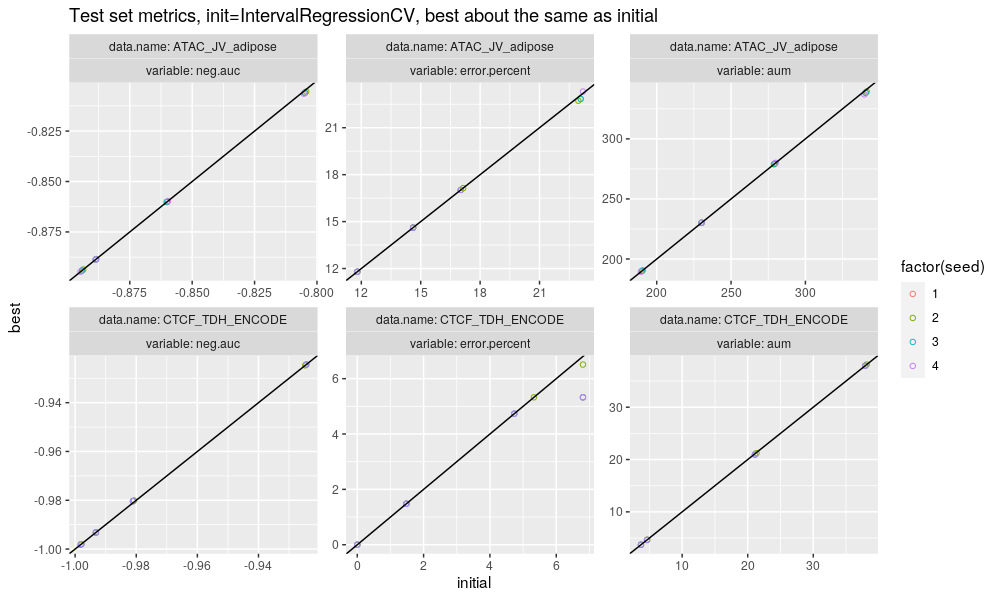 Test set metrics, init=IntervalRegressionCV, best about the same as initial
data.name: ATAC_JV_adipose
variable: neg.auc
data.name: ATAC_JV_adipose
variable: error.percent
data.name: ATAC_JV_adipose
variable: aum
-0.825
-0.850
-0.875
-0.875
-0.850
-0.825
-0.800
21
18
15
12
12
15
18
21
300
250
200
200
250
300
data.name: CTCF_TDH_ENCODE
variable: neg.auc
data.name: CTCF_TDH_ENCODE
variable: error.percent
data.name: CTCF_TDH_ENCODE
variable: aum
-0.94
-0.96
-0.98
-1.00
-1.00
-0.98
-0.96
-0.94
6
4
2
0
0
2
4
6
30
20
10
10
20
30
initial
best
factor(seed)
1
2
3
4